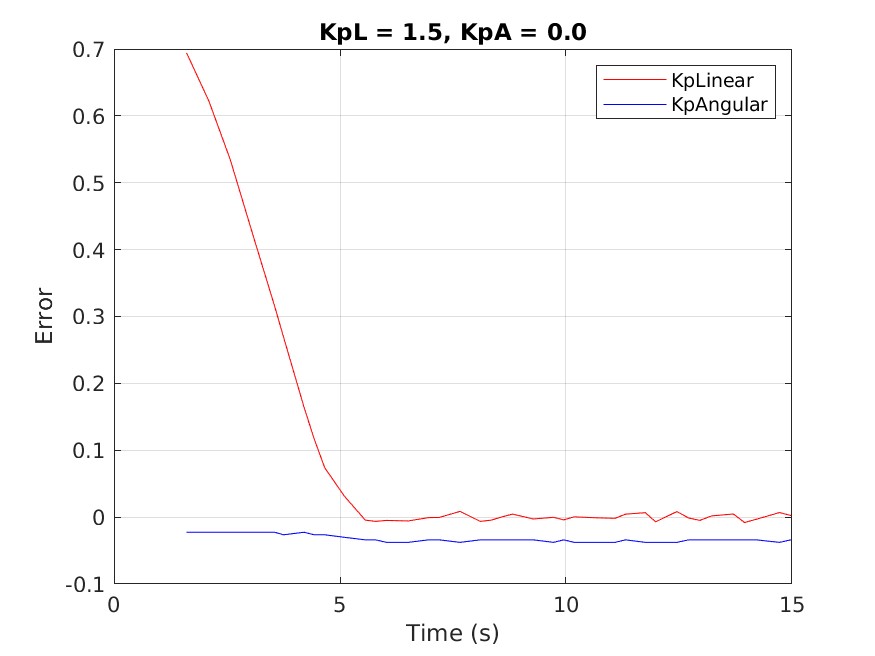 KpL = 1.5, KpA = 0.0
KpLinear
KpAngular
0.7
0.6
0.5
0.4
0.3
0.2
0.1
0
-0.1
Error
0 5 10 15
Time (s)